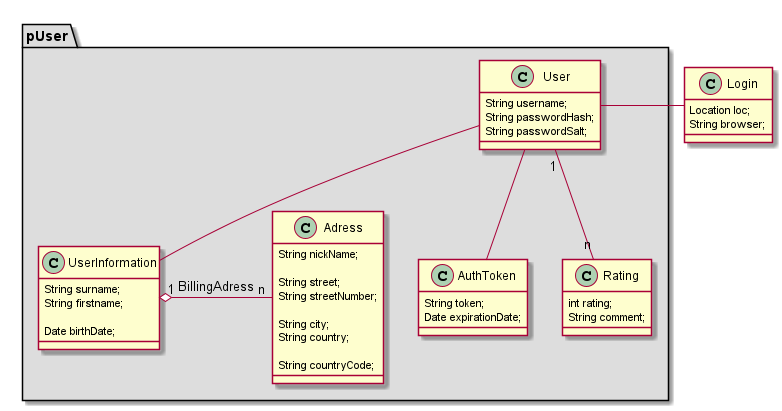 pUser
C User
String username;
String passwordHash;
String passwordSalt;
C Login
Location loc;
String browser;
1
n
C UserInformation
String surname;
String firstname;
Date birthDate;
1 BillingAdress n
C Adress
String nickName;
String street;
String streetNumber;
String city;
String country;
String countryCode;
C AuthToken
String token;
Date expirationDate;
C Rating
int rating;
String comment;